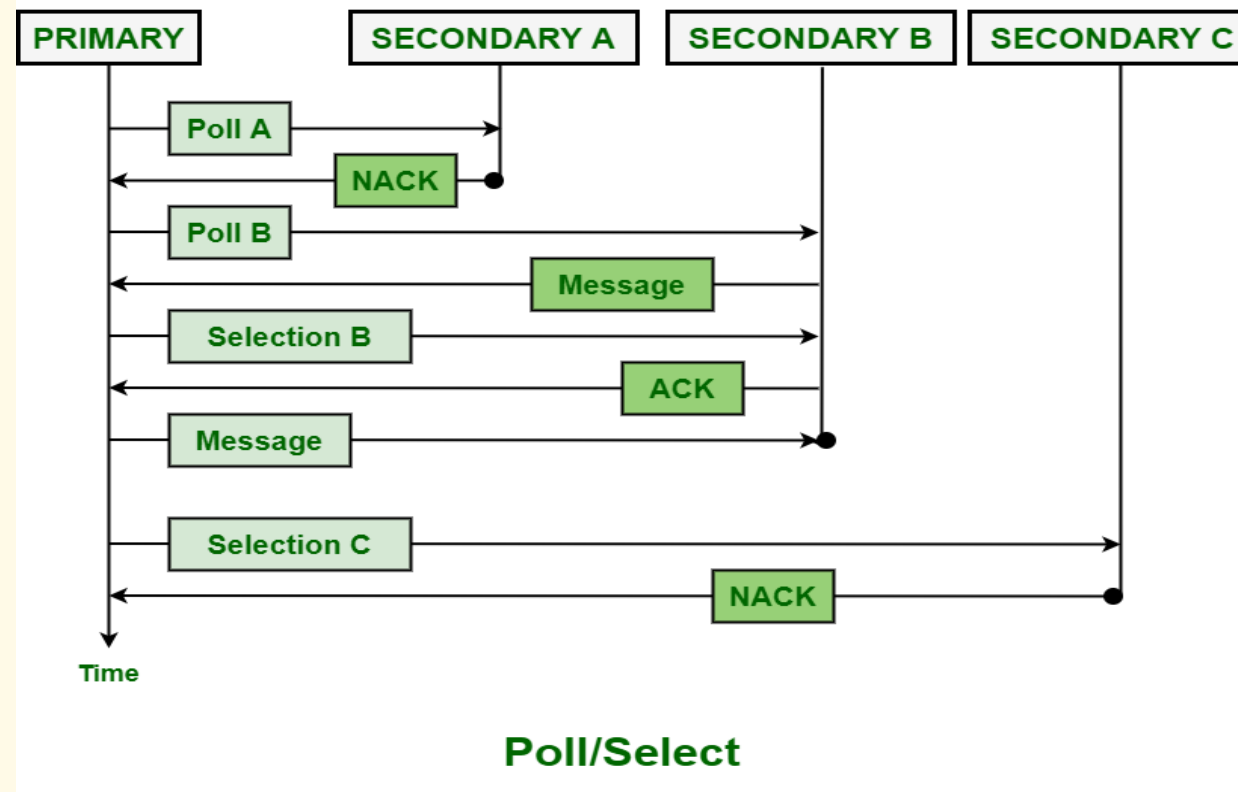 PRIMARY
SECONDARY A
SECONDARY B
SECONDARY C
Poll A
NACK
Poll B
Message
Selection B
ACK
Message
Selection C
NACK
Time
Poll/Select